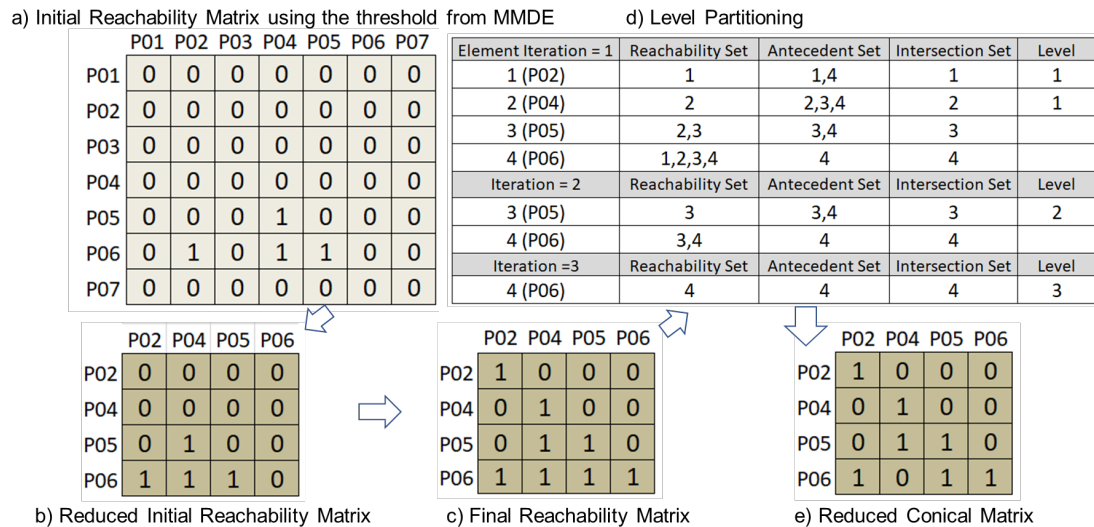 a) Initial Reachability Matrix using the threshold from MMDE
P01 P02 P03 P04 P05 P06 P07
P01 0 0 0 0 0 0 0
P02 0 0 0 0 0 0 0
P03 0 0 0 0 0 0 0
P04 0 0 0 0 0 0 0
P05 0 0 0 1 0 0 0
P06 0 1 0 1 1 0 0
P07 0 0 0 0 0 0 0
d) Level Partitioning
Element Iteration = 1 Reachability Set Antecedent Set Intersection Set Level
1 (P02) 1 1,4 1 1
2 (P04) 2 2,3,4 2 1
3 (P05) 2,3 3,4 3
4 (P06) 1,2,3,4 4 4
Iteration = 2 Reachability Set Antecedent Set Intersection Set Level
3 (P05) 3 3,4 3 2
4 (P06) 3,4 4 4
Iteration =3 Reachability Set Antecedent Set Intersection Set Level
4 (P06) 4 4 4 3
P02 P04 P05 P06
P02 0 0 0 0
P04 0 0 0 0
P05 0 1 0 0
P06 1 1 1 0
b) Reduced Initial Reachability Matrix
P02 P04 P05 P06
P02 1 0 0 0
P04 0 1 0 0
P05 0 1 1 0
P06 1 1 1 1
c) Final Reachability Matrix
P02 P04 P05 P06
P02 1 0 0 0
P04 0 1 0 0
P05 0 1 1 0
P06 1 0 1 1
e) Reduced Conical Matrix